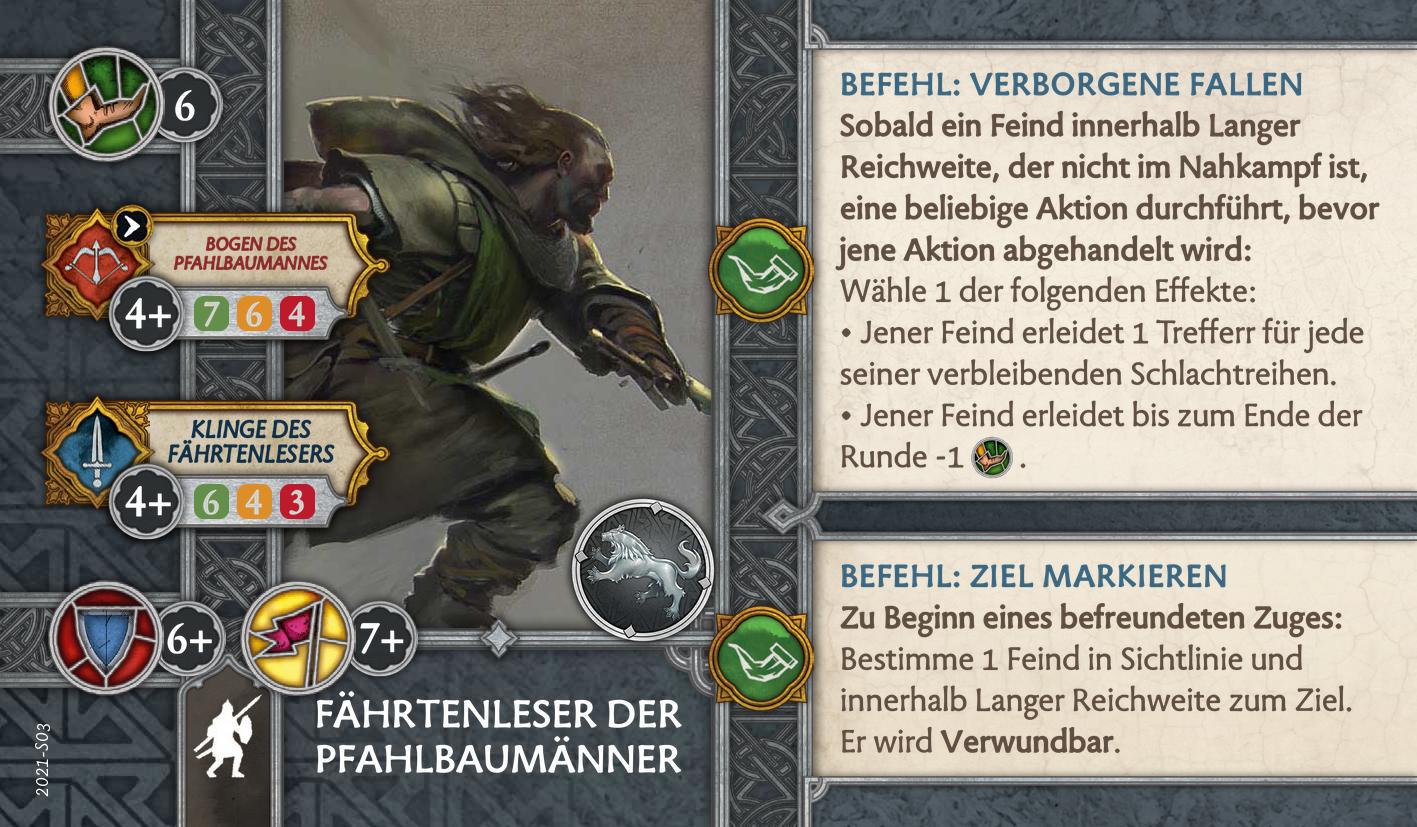 6
BOGEN DES
PFAHLBAUMANNES
4+ 7 6 4
KLINGE DES
FÄHRTENLESERS
4+ 6 4 3
6+ 7+
FÄHRTENLESER DER
PFAHLBAUMÄNNER
2021-S03
BEFEHL: VERBORGENE FALLEN
Sobald ein Feind innerhalb Langer
Reichweite, der nicht im Nahkampf ist,
eine beliebige Aktion durchführt, bevor
jene Aktion abgehandelt wird:
Wähle 1 der folgenden Effekte:
• Jener Feind erleidet 1 Trefferr für jede
seiner verbleibenden Schlachtreihen.
• Jener Feind erleidet bis zum Ende der
Runde -1 .
BEFEHL: ZIEL MARKIEREN
Zu Beginn eines befreundeten Zuges:
Bestimme 1 Feind in Sichtlinie und
innerhalb Langer Reichweite zum Ziel.
Er wird Verwundbar.